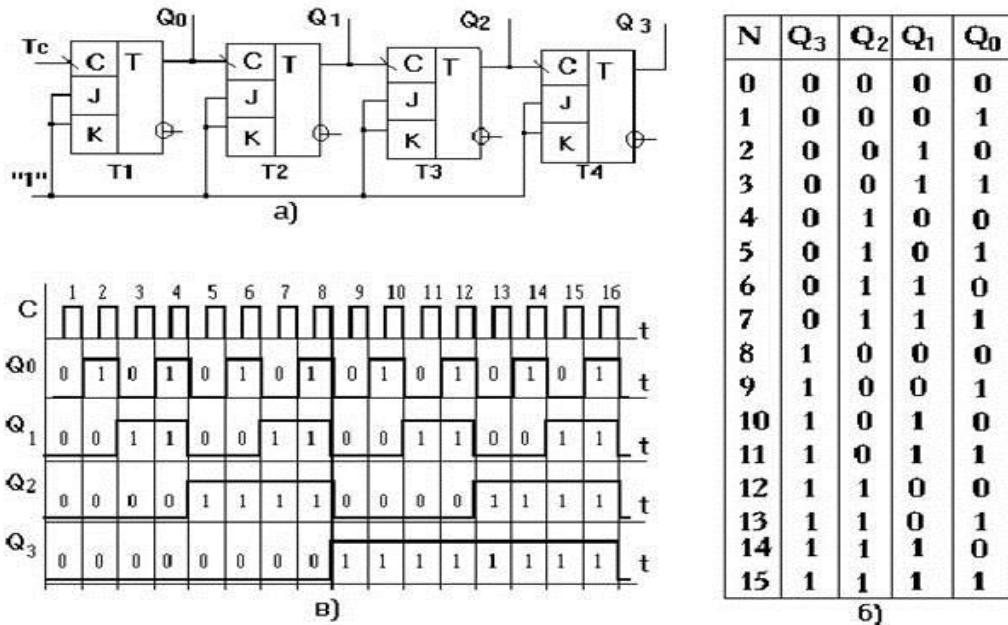 Q0 Q1 Q2 Q3
Tc C T C T C T C T
J J J J
K K K K
"1" T1 T2 T3 T4
а)
C 1 2 3 4 5 6 7 8 9 10 11 12 13 14 15 16 t
Q0 0 1 0 1 0 1 0 1 0 1 0 1 0 1 0 1 t
Q1 0 0 1 1 0 0 1 1 0 0 1 1 0 0 1 1 t
Q2 0 0 0 0 1 1 1 1 0 0 0 0 1 1 1 1 t
Q3 0 0 0 0 0 0 0 0 1 1 1 1 1 1 1 1 t
в)
N Q3 Q2 Q1 Q0
0 0 0 0 0
1 0 0 0 1
2 0 0 1 0
3 0 0 1 1
4 0 1 0 0
5 0 1 0 1
6 0 1 1 0
7 0 1 1 1
8 1 0 0 0
9 1 0 0 1
10 1 0 1 0
11 1 0 1 1
12 1 1 0 0
13 1 1 0 1
14 1 1 1 0
15 1 1 1 1
б)